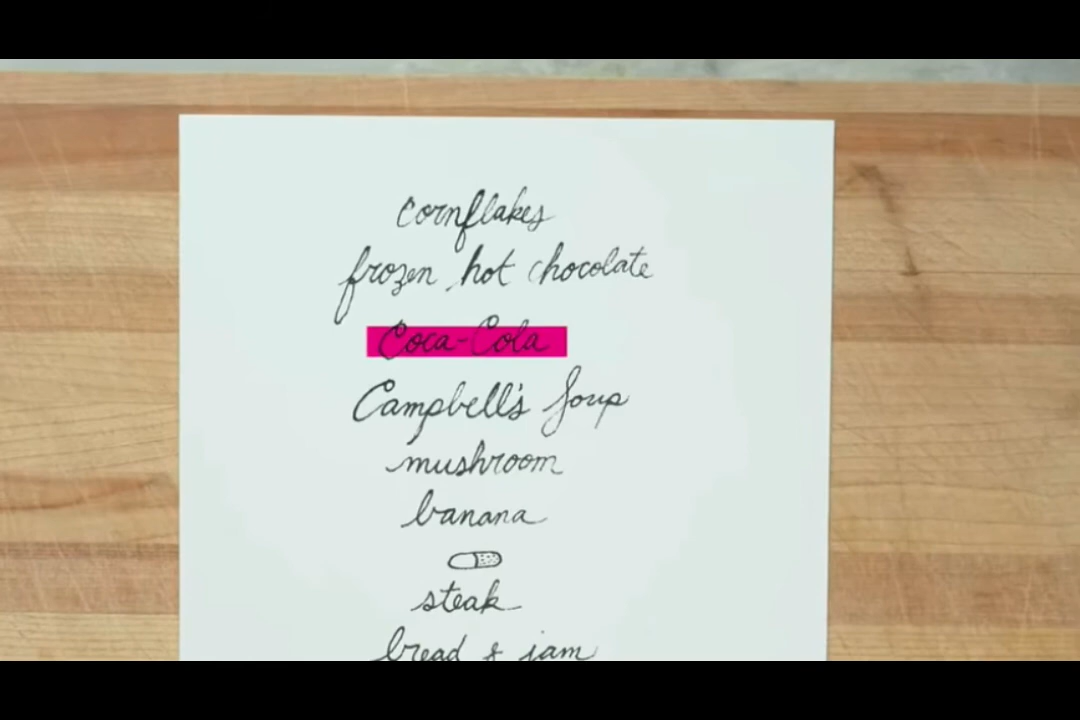 cornflakes
frozen hot chocolate
Coca-Cola
Campbell's Soup
mushroom
banana
steak
bread & jam